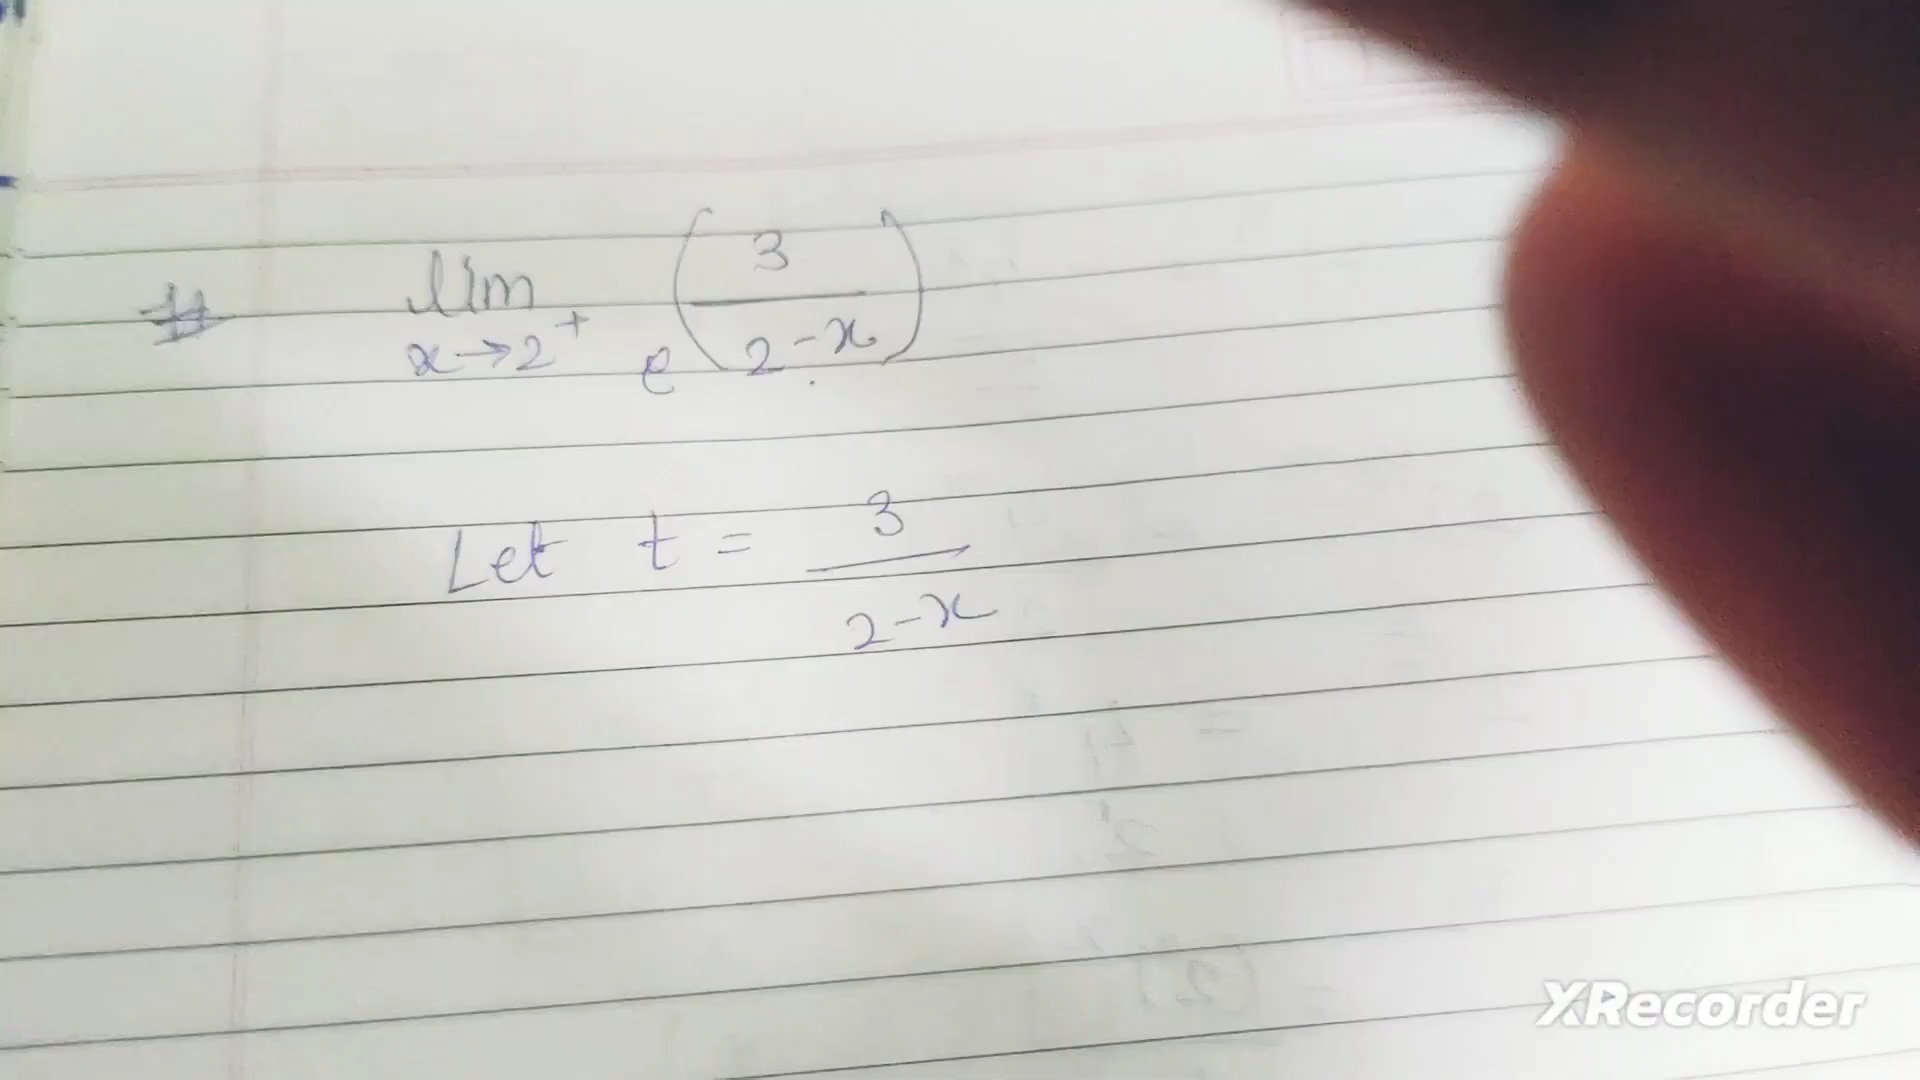 lim x→2⁺ e^(3/(2-x))
Let t = 3/(2-x)
XRecorder